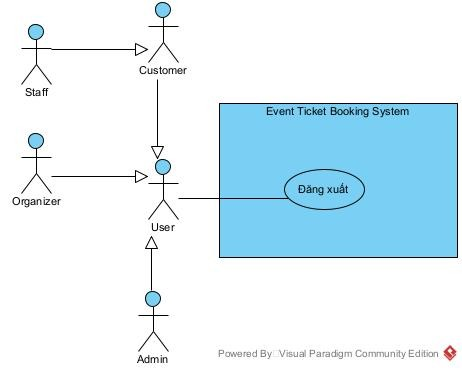 Customer
Staff
Event Ticket Booking System
Đăng xuất
Organizer
User
Admin
Powered By Visual Paradigm Community Edition